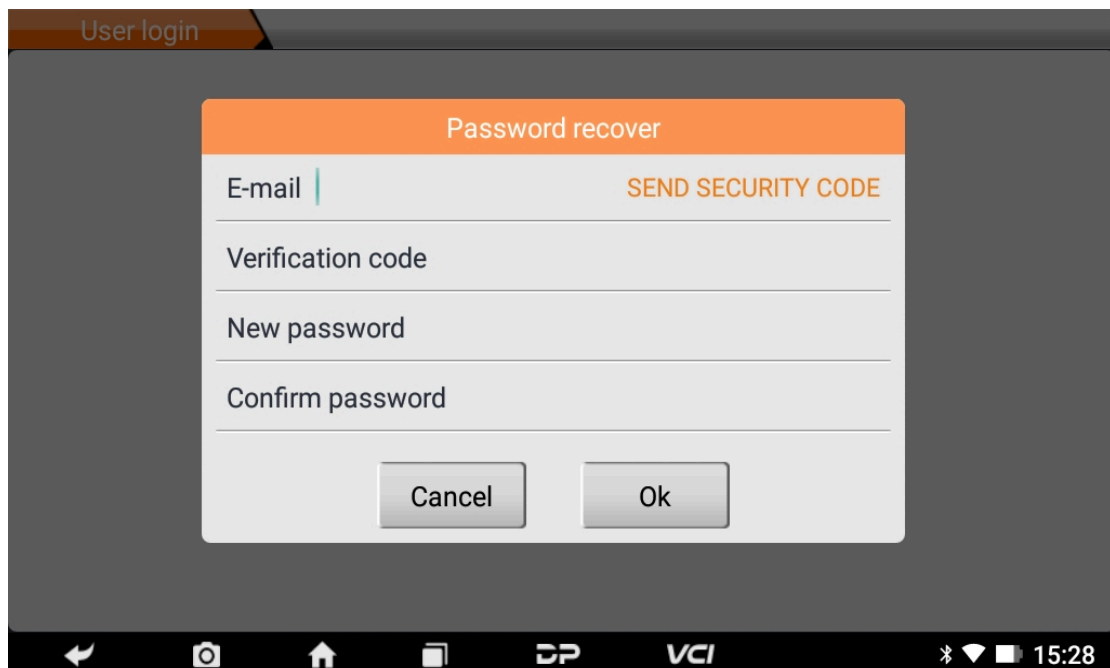 User login
Password recover
E-mail SEND SECURITY CODE
Verification code
New password
Confirm password
Cancel Ok
DP VCI 15:28